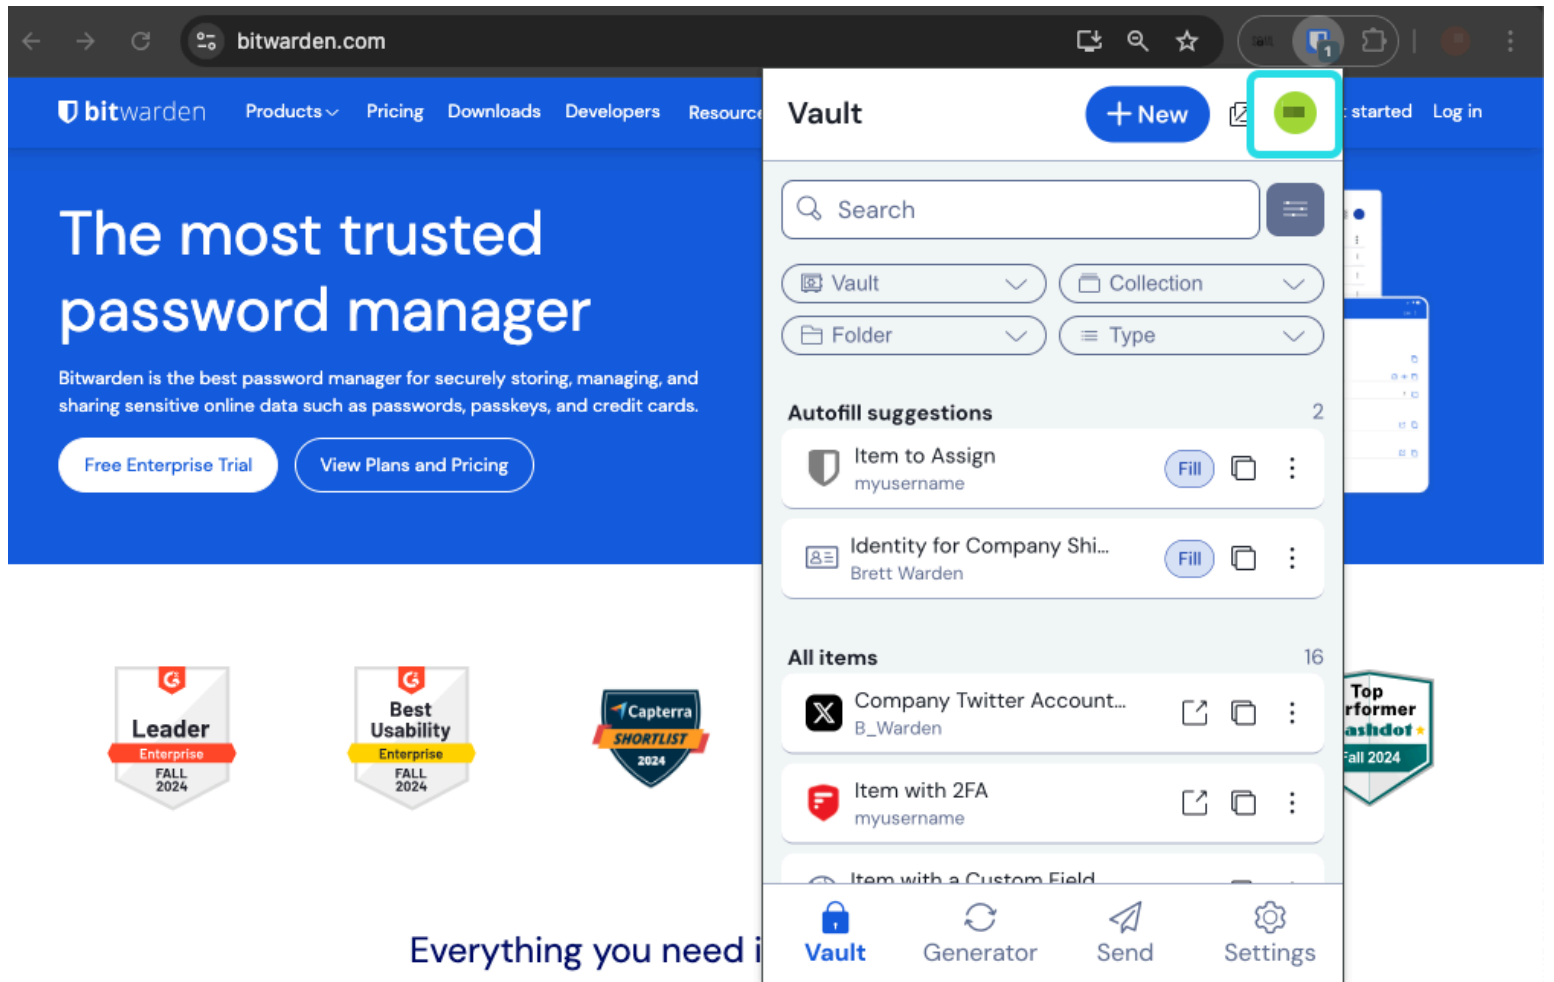 bitwarden.com
1
bitwarden
Products
Pricing
Downloads
Developers
started
Log in
The most trusted
password manager
Bitwarden is the best password manager for securely storing, managing, and
sharing sensitive online data such as passwords, passkeys, and credit cards.
Free Enterprise Trial
View Plans and Pricing
Leader
Enterprise
FALL
2024
Best
Usability
Enterprise
FALL
2024
Capterra
SHORTLIST
2024
Top
Fall 2024
Everything you need
Vault
+ New
Search
Vault
Collection
Folder
Type
Autofill suggestions
2
Item to Assign
myusername
Fill
Identity for Company Shi...
Brett Warden
Fill
All items
16
Company Twitter Account...
B_Warden
Item with 2FA
myusername
Item with a Custom Field
Vault
Generator
Send
Settings